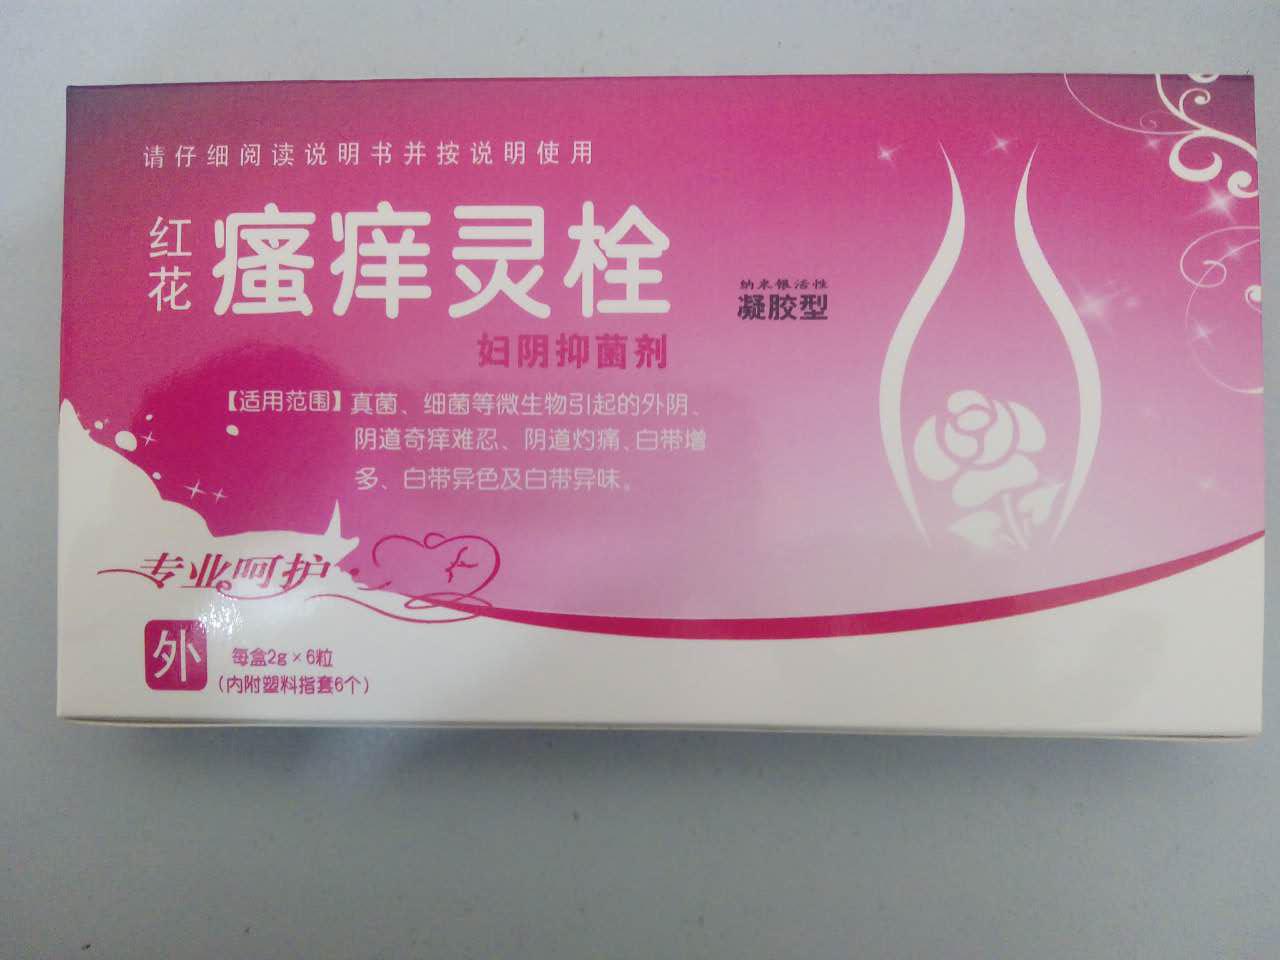 请仔细阅读说明书并按说明使用
红花
瘙痒灵栓
纳米银活性
凝胶型
妇阴抑菌剂
【适用范围】真菌、细菌等微生物引起的外阴、
阴道奇痒难忍、阴道灼痛、白带增
多、白带异色及白带异味。
专业呵护
外
每盒2g×6粒
（内附塑料指套6个）